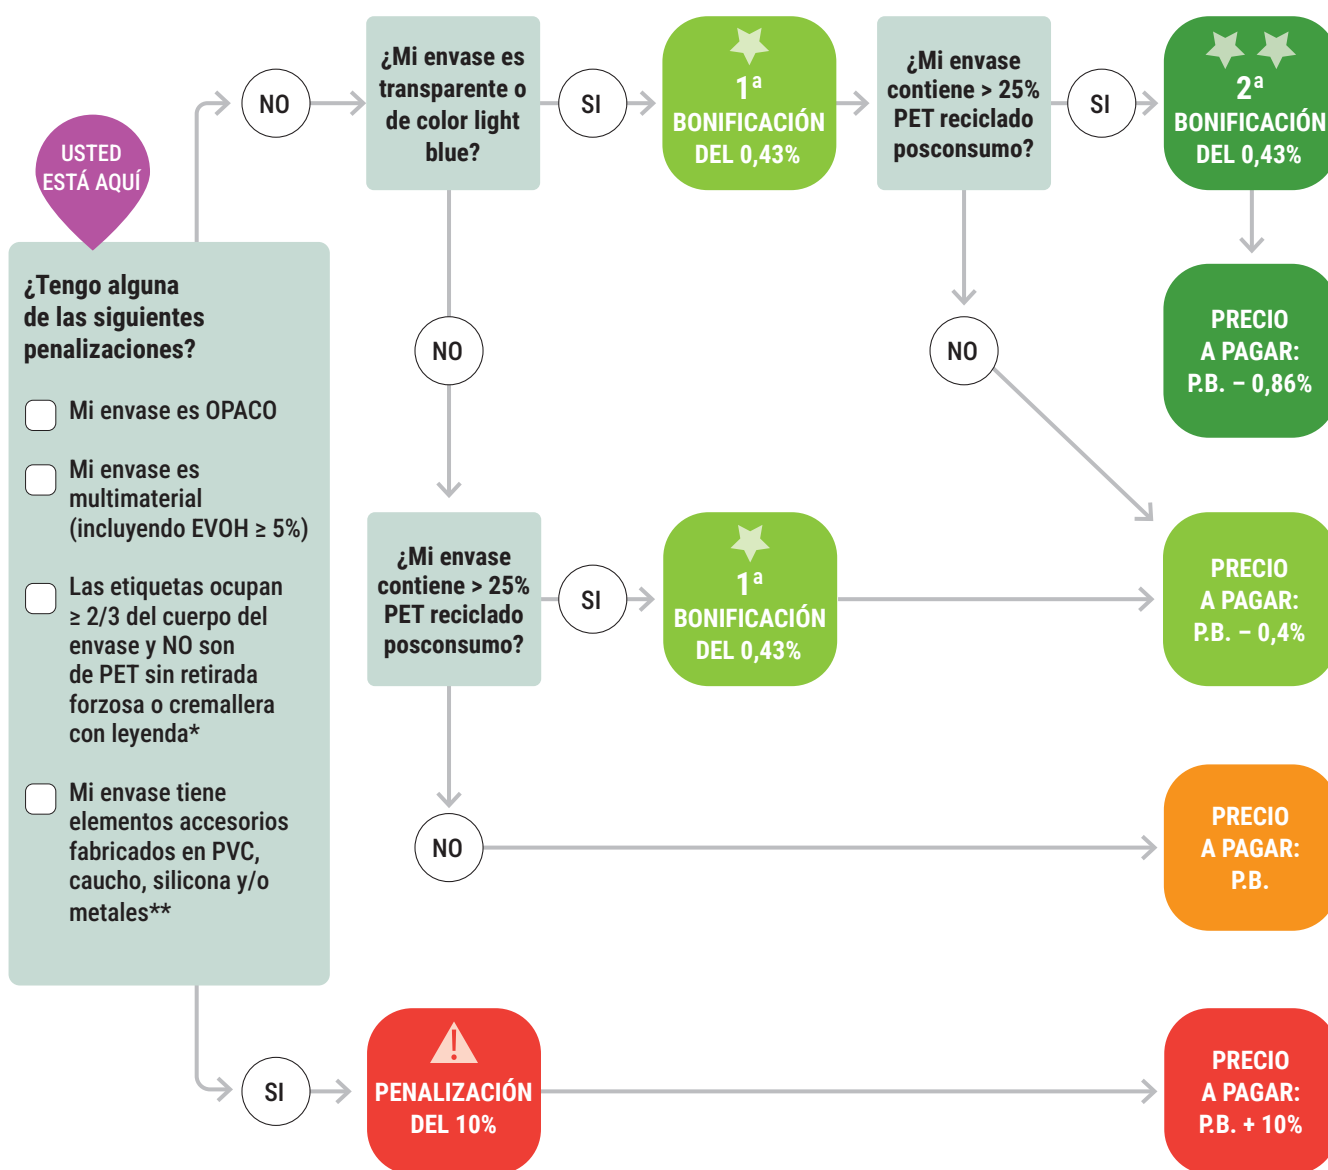 USTED
ESTÁ AQUÍ
¿Tengo alguna
de las siguientes
penalizaciones?
Mi envase es OPACO
Mi envase es
multimaterial
(incluyendo EVOH ≥ 5%)
Las etiquetas ocupan
≥ 2/3 del cuerpo del
envase y NO son
de PET sin retirada
forzosa o cremallera
con leyenda*
Mi envase tiene
elementos accesorios
fabricados en PVC,
caucho, silicona y/o
metales**
NO
¿Mi envase es
transparente o
de color light
blue?
SI
1ª
BONIFICACIÓN
DEL 0,43%
¿Mi envase
contiene > 25%
PET reciclado
posconsumo?
SI
2ª
BONIFICACIÓN
DEL 0,43%
PRECIO
A PAGAR:
P.B. – 0,86%
NO
NO
¿Mi envase
contiene > 25%
PET reciclado
posconsumo?
SI
1ª
BONIFICACIÓN
DEL 0,43%
PRECIO
A PAGAR:
P.B. – 0,4%
NO
PRECIO
A PAGAR:
P.B.
SI
PENALIZACIÓN
DEL 10%
PRECIO
A PAGAR:
P.B. + 10%